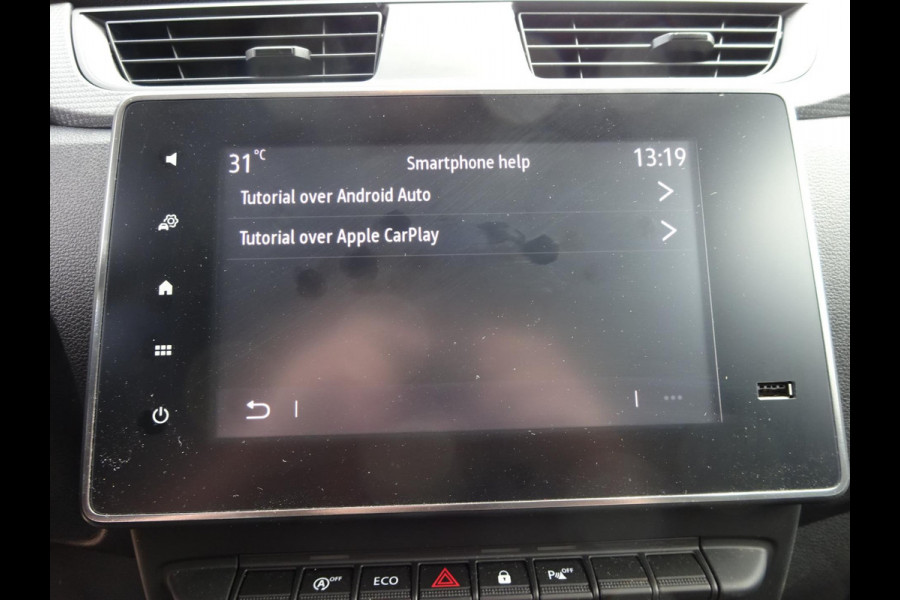 31°C Smartphone help 13:19
Tutorial over Android Auto
Tutorial over Apple CarPlay
OFF ECO P OFF